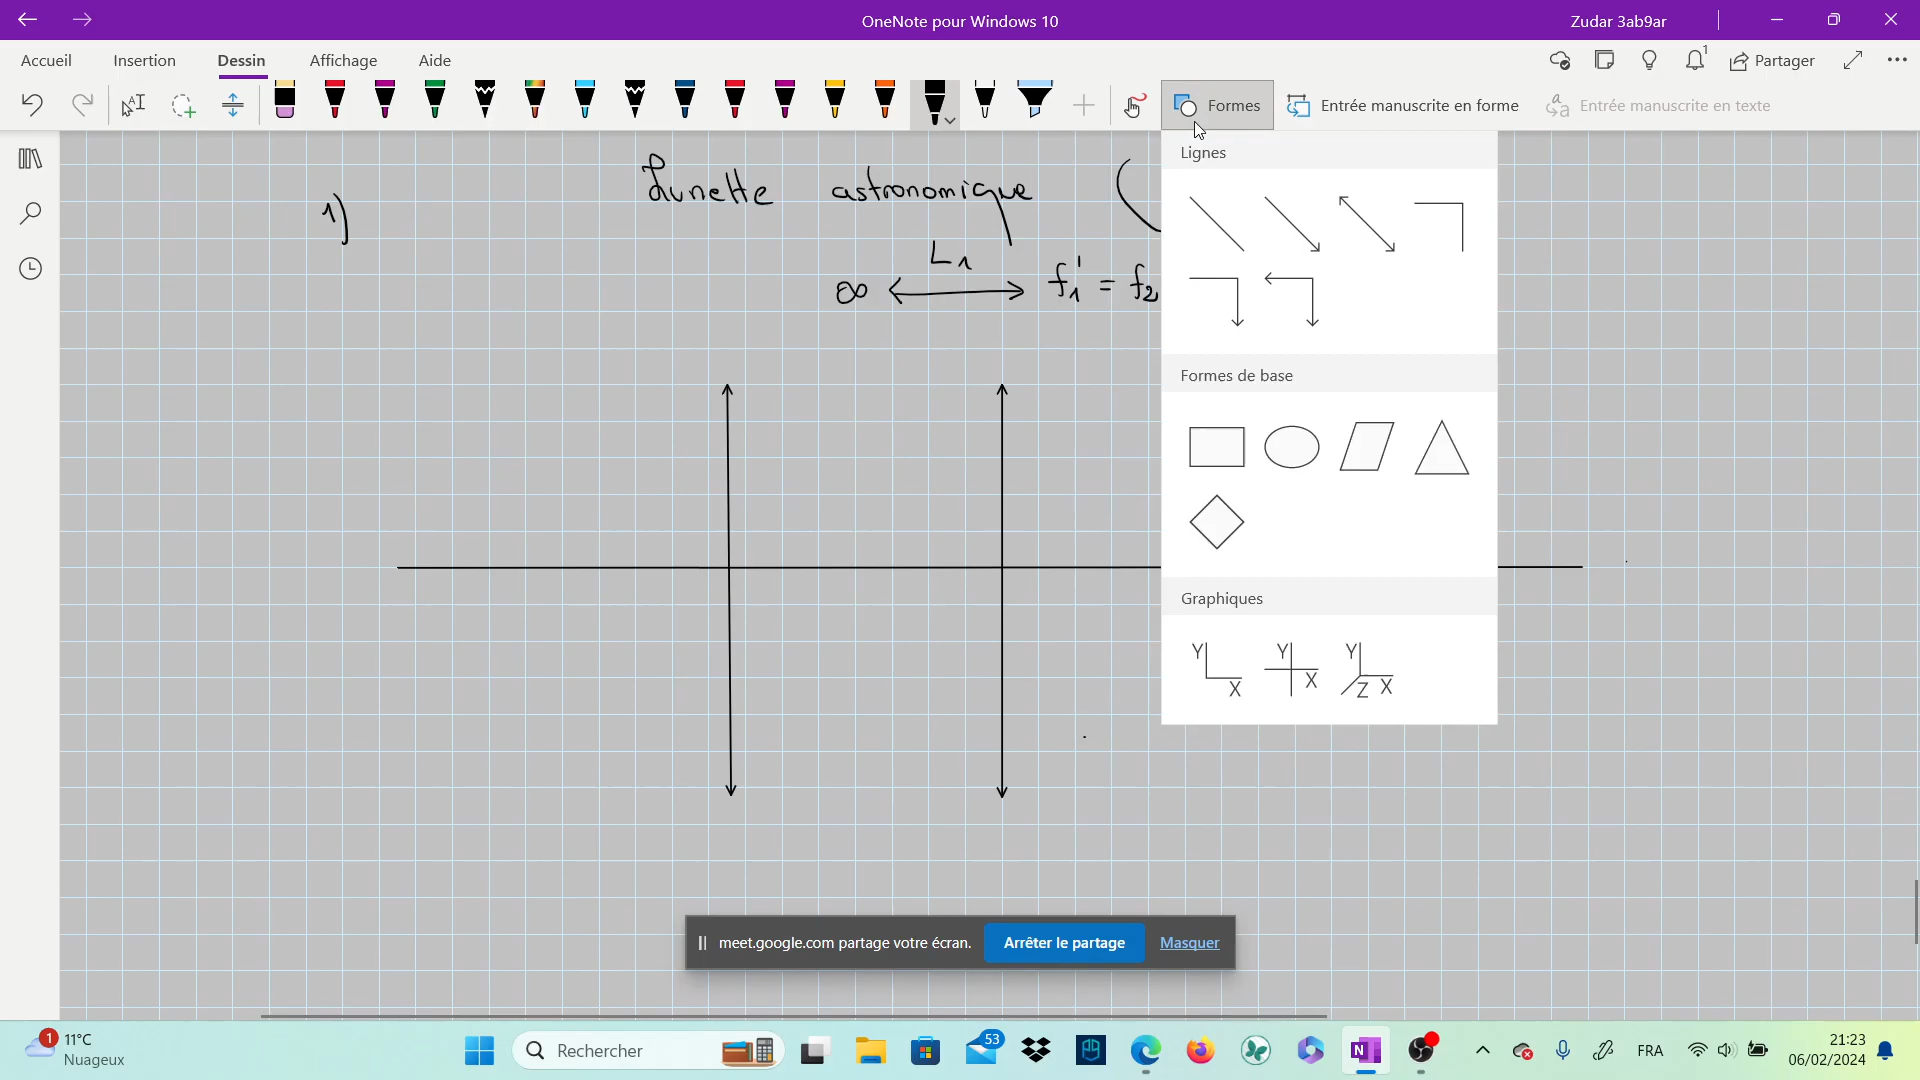 OneNote pour Windows 10
Zudar 3ab9ar
Accueil
Insertion
Dessin
Affichage
Aide
1
Partager
Formes
Entrée manuscrite en forme
Entrée manuscrite en texte
Lignes
Lunette astronomique (
1)
L1
∞ ⟷ f1' = f2
Formes de base
Graphiques
Y X
Y X
Y Z X
meet.google.com partage votre écran.
Arrêter le partage
Masquer
1
11°C
Nuageux
Rechercher
53
FRA
21:23
06/02/2024